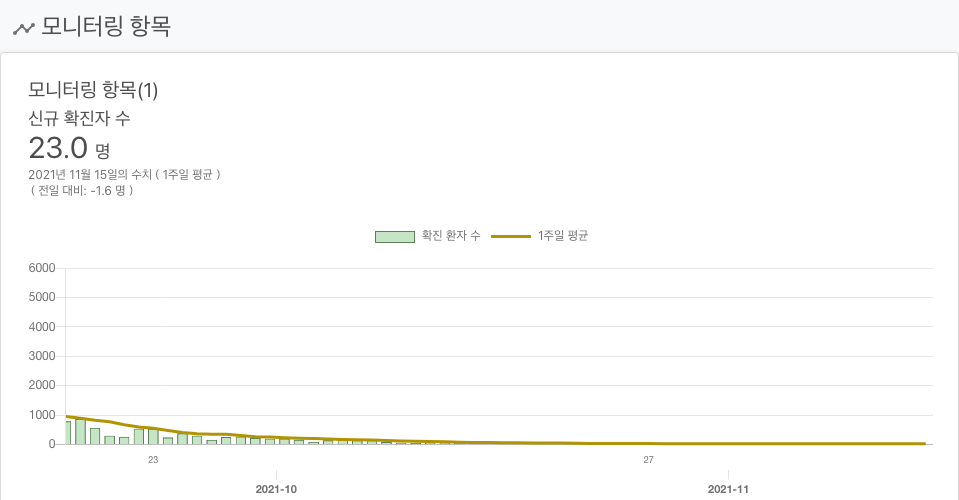 모니터링 항목
모니터링 항목(1)
신규 확진자 수
23.0 명
2021년 11월 15일의 수치 ( 1주일 평균 )
( 전일 대비: -1.6 명 )
확진 환자 수 1주일 평균
6000
5000
4000
3000
2000
1000
0
23 27
2021-10 2021-11